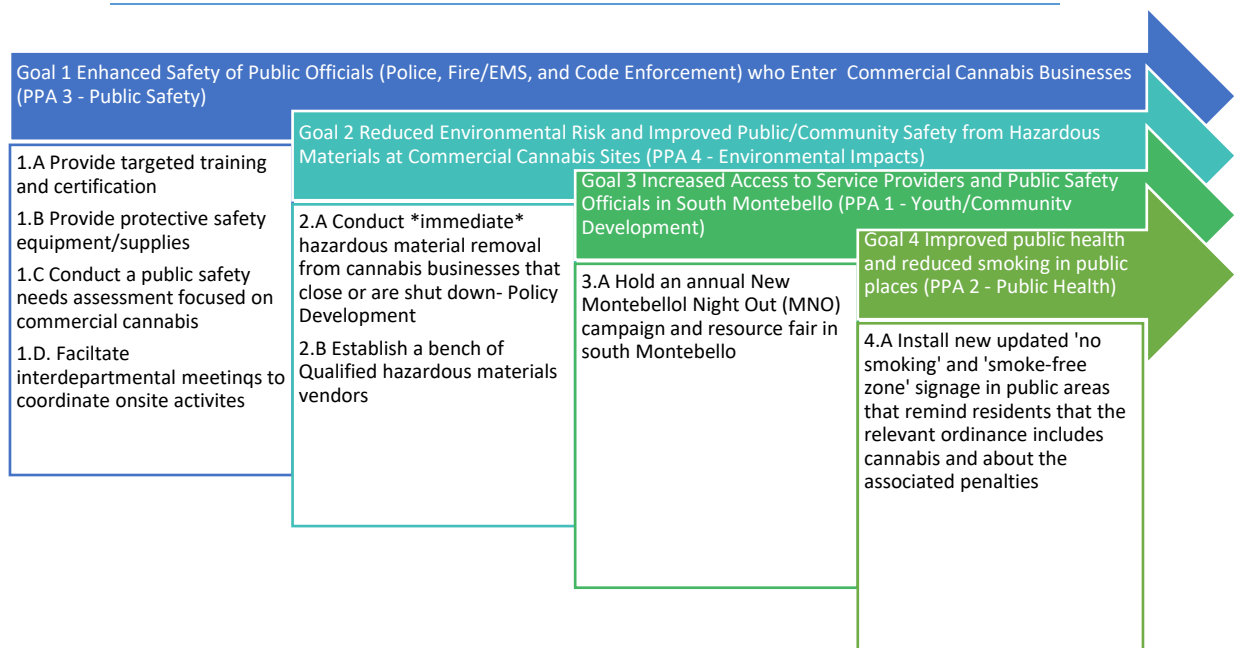 Goal 1 Enhanced Safety of Public Officials (Police, Fire/EMS, and Code Enforcement) who Enter Commercial Cannabis Businesses
(PPA 3 - Public Safety)
1.A Provide targeted training
and certification
1.B Provide protective safety
equipment/supplies
1.C Conduct a public safety
needs assessment focused on
commercial cannabis
1.D. Faciltate
interdepartmental meetings to
coordinate onsite activites
Goal 2 Reduced Environmental Risk and Improved Public/Community Safety from Hazardous
Materials at Commercial Cannabis Sites (PPA 4 - Environmental Impacts)
2.A Conduct *immediate*
hazardous material removal
from cannabis businesses that
close or are shut down- Policy
Development
2.B Establish a bench of
Qualified hazardous materials
vendors
Goal 3 Increased Access to Service Providers and Public Safety
Officials in South Montebello (PPA 1 - Youth/Community
Development)
3.A Hold an annual New
Montebellol Night Out (MNO)
campaign and resource fair in
south Montebello
Goal 4 Improved public health
and reduced smoking in public
places (PPA 2 - Public Health)
4.A Install new updated 'no
smoking' and 'smoke-free
zone' signage in public areas
that remind residents that the
relevant ordinance includes
cannabis and about the
associated penalties